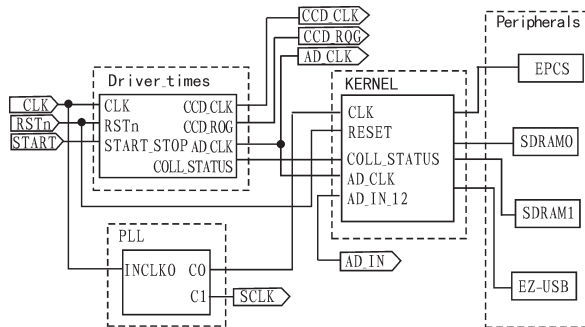 CCD_CLK
CCD_RQG
AD_CLK
Peripherals
Driver_times
KERNEL
EPCS
CLK
CLK
CCD_CLK
CLK
RSTn
RSTn
CCD_ROG
RESET
START
START_STOP
AD_CLK
SDRAM0
COLL_STATUS
COLL_STATUS
AD_CLK
AD_IN_12
SDRAM1
PLL
INCLK0
C0
AD_IN
C1
SCLK
EZ-USB